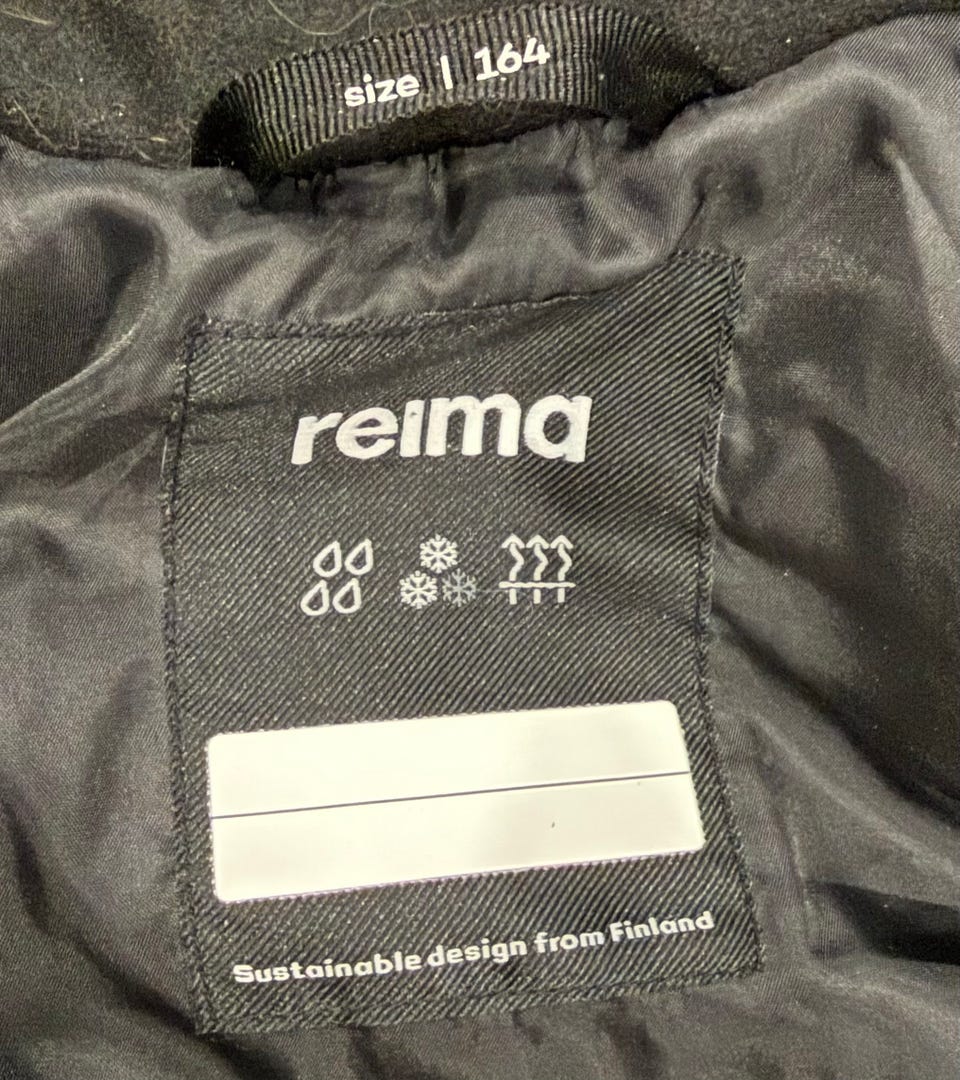 size | 164
reima
Sustainable design from Finland